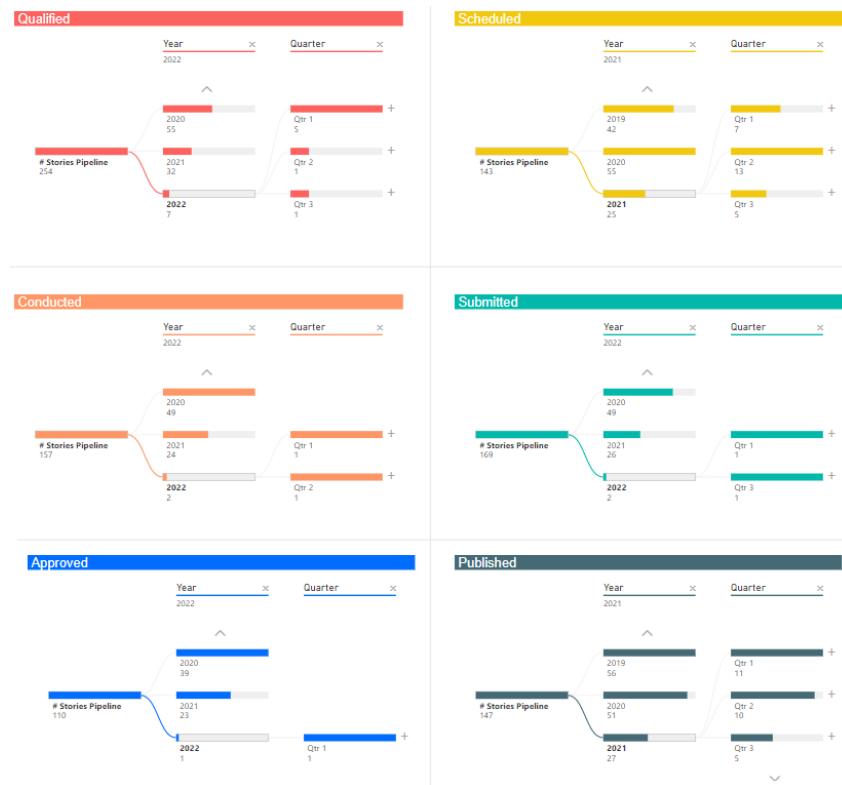 Qualified
Year × Quarter ×
2022
2020
55
Qtr 1
5
# Stories Pipeline
254
2021
32
Qtr 2
1
2022
7
Qtr 3
1
Scheduled
Year × Quarter ×
2021
2019
42
Qtr 1
7
# Stories Pipeline
143
2020
55
Qtr 2
13
2021
25
Qtr 3
5
Conducted
Year × Quarter ×
2022
2020
49
# Stories Pipeline
157
2021
24
Qtr 1
1
2022
2
Qtr 2
1
Submitted
Year × Quarter ×
2022
2020
49
# Stories Pipeline
169
2021
26
Qtr 1
1
2022
2
Qtr 3
1
Approved
Year × Quarter ×
2022
2020
39
# Stories Pipeline
110
2021
23
2022
1
Qtr 1
1
Published
Year × Quarter ×
2021
2019
56
Qtr 1
11
# Stories Pipeline
147
2020
51
Qtr 2
10
2021
27
Qtr 3
5